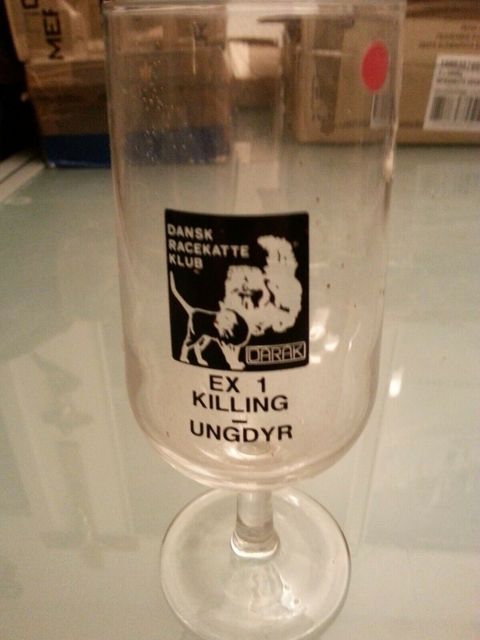 DANSK
RACEKATTE
KLUB
DARAK
EX 1
KILLING
–
UNGDYR